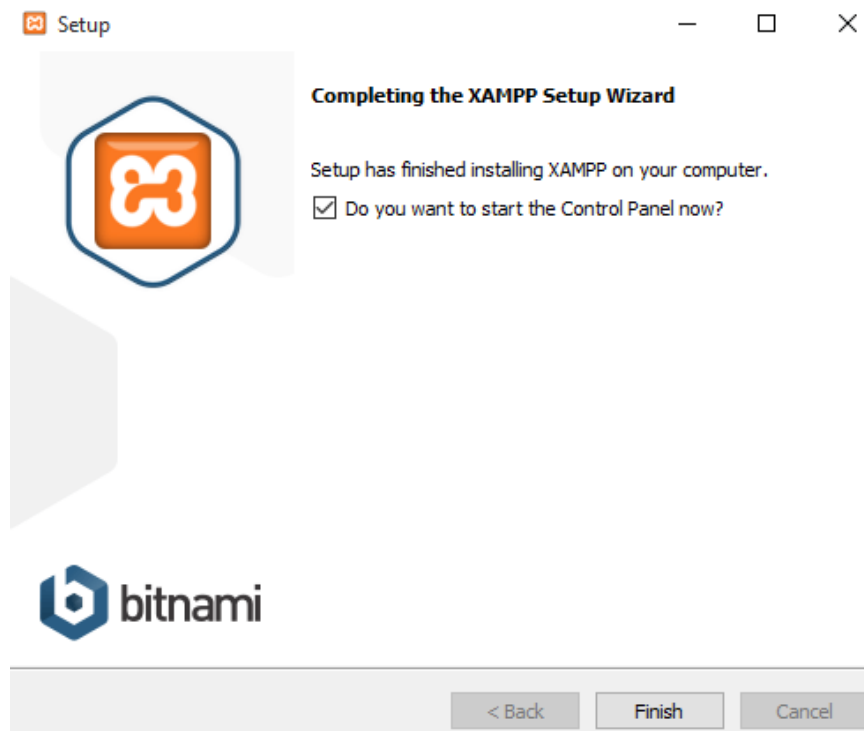 Setup
Completing the XAMPP Setup Wizard
Setup has finished installing XAMPP on your computer.
Do you want to start the Control Panel now?
bitnami
< Back
Finish
Cancel